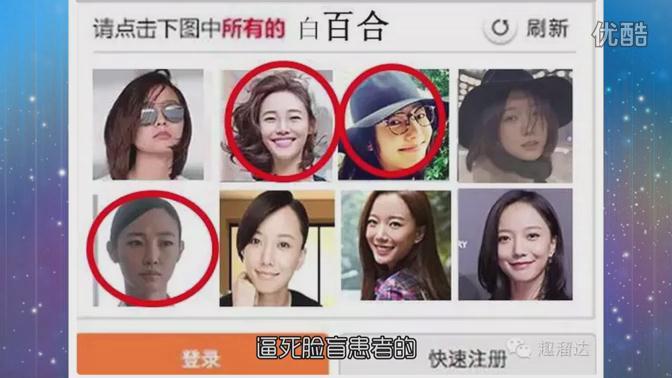 优酷
请点击下图中所有的 白百合 刷新
登录
逼死脸盲患者的
快速注册
趣溜达